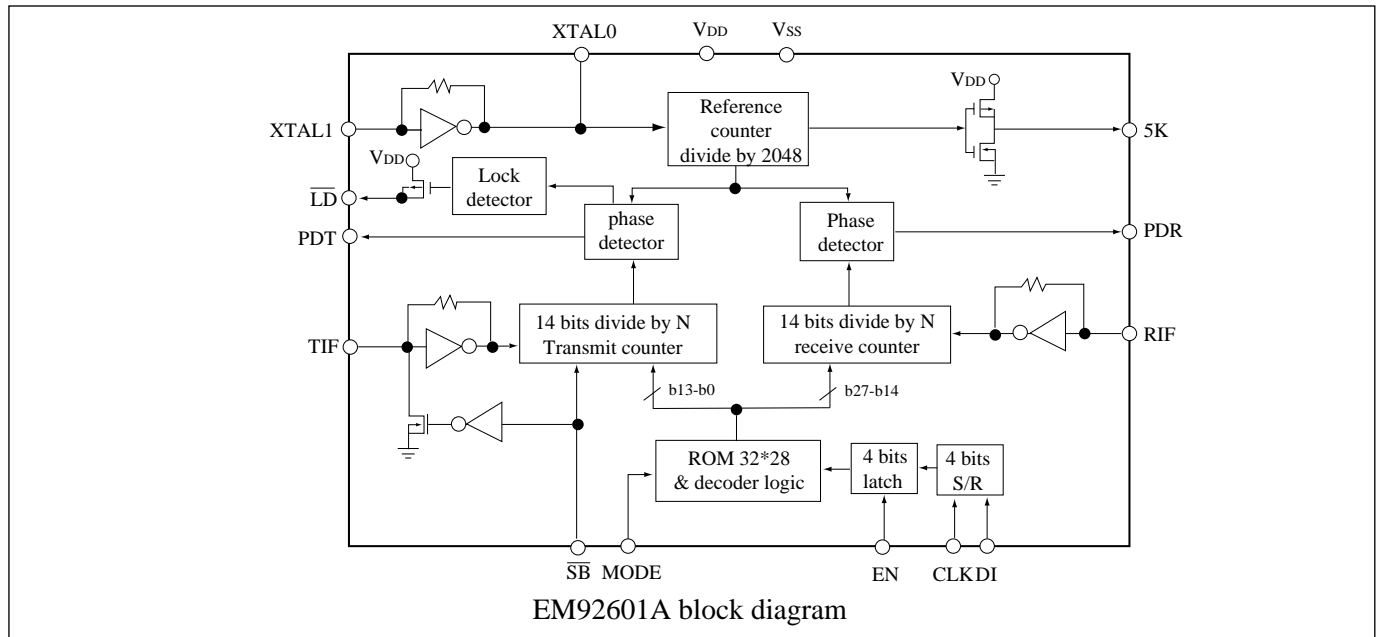 XTAL0
VDD
VSS
XTAL1
Reference
counter
divide by 2048
VDD
5K
VDD
LD
Lock
detector
PDT
phase
detector
Phase
detector
PDR
TIF
14 bits divide by N
Transmit counter
14 bits divide by N
receive counter
RIF
b13-b0
b27-b14
ROM 32*28
& decoder logic
4 bits
latch
4 bits
S/R
SB
MODE
EN
CLK
DI
EM92601A block diagram